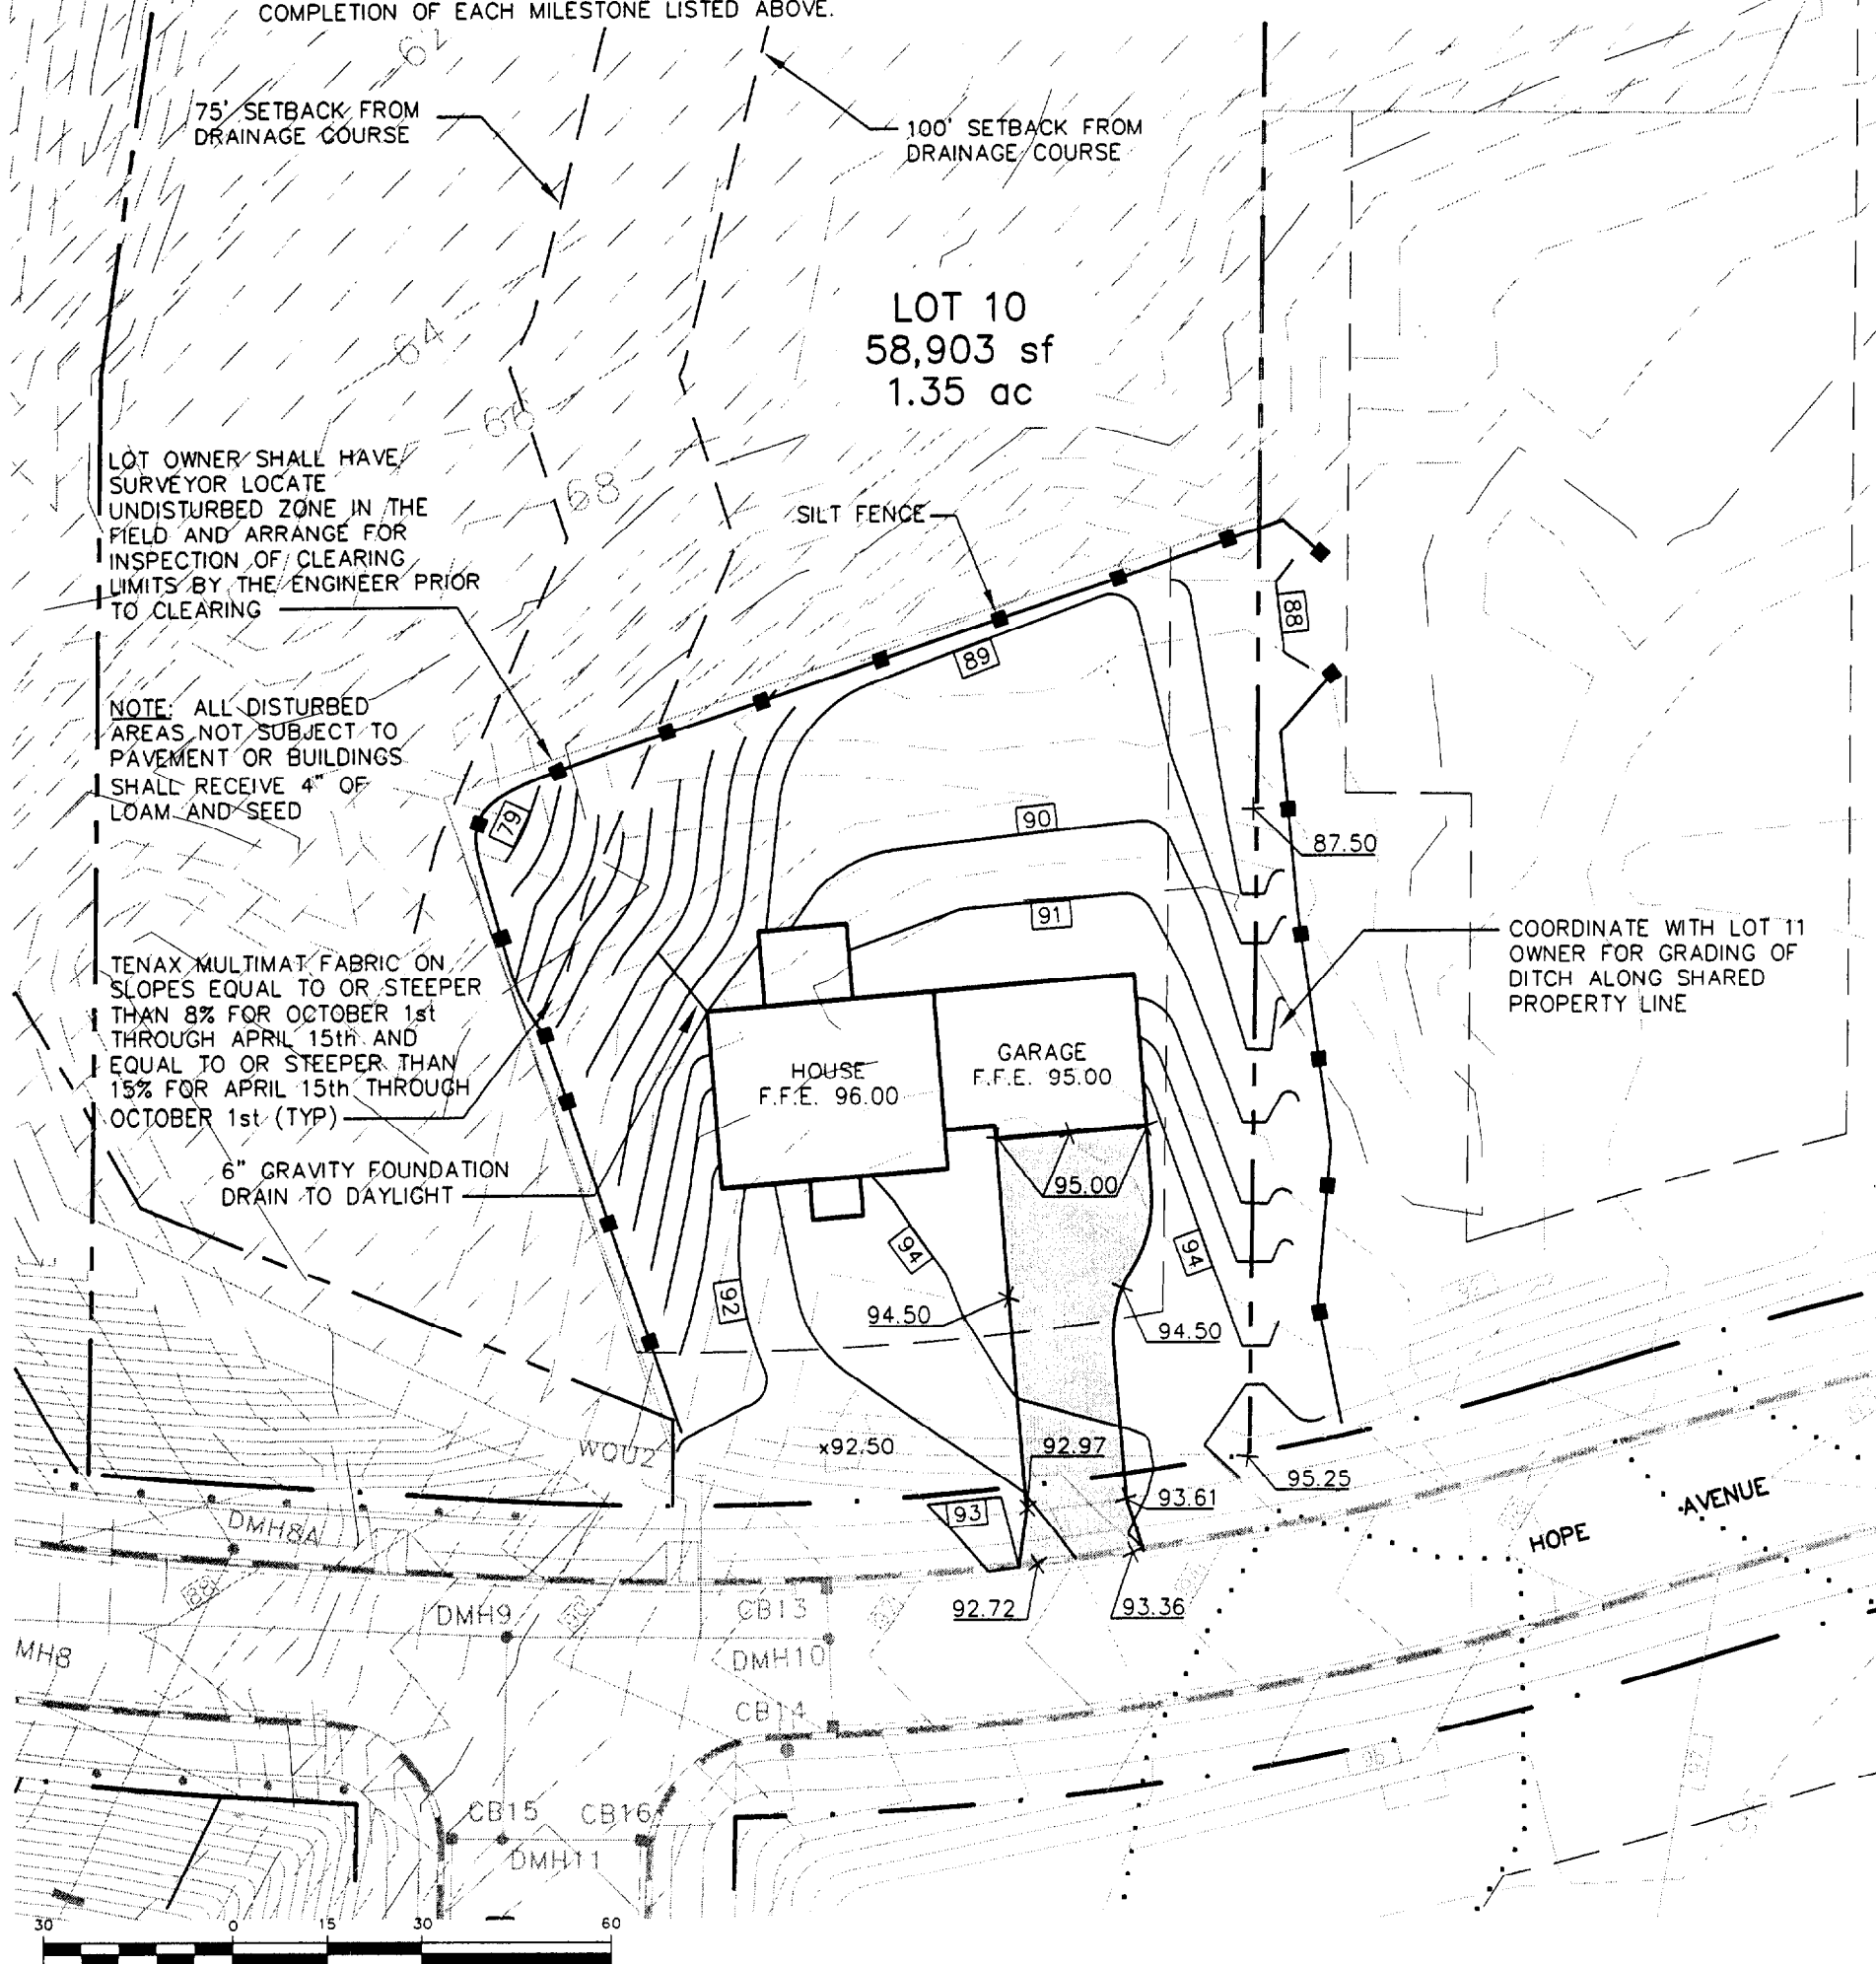 COMPLETION OF EACH MILESTONE LISTED ABOVE.
62
75' SETBACK FROM
DRAINAGE COURSE
100' SETBACK FROM
DRAINAGE COURSE
LOT 10
58,903 sf
1.35 ac
64
66
68
LOT OWNER SHALL HAVE
SURVEYOR LOCATE
UNDISTURBED ZONE IN THE
FIELD AND ARRANGE FOR
INSPECTION OF CLEARING
LIMITS BY THE ENGINEER PRIOR
TO CLEARING
SILT FENCE
88
89
NOTE: ALL DISTURBED
AREAS NOT SUBJECT TO
PAVEMENT OR BUILDINGS
SHALL RECEIVE 4" OF
LOAM AND SEED
79
90
87.50
91
COORDINATE WITH LOT 11
OWNER FOR GRADING OF
DITCH ALONG SHARED
PROPERTY LINE
TENAX MULTIMAT FABRIC ON
SLOPES EQUAL TO OR STEEPER
THAN 8% FOR OCTOBER 1st
THROUGH APRIL 15th AND
EQUAL TO OR STEEPER THAN
15% FOR APRIL 15th THROUGH
OCTOBER 1st (TYP)
HOUSE
F.F.E. 96.00
GARAGE
F.F.E. 95.00
6" GRAVITY FOUNDATION
DRAIN TO DAYLIGHT
95.00
94
94
92
94.50
94.50
WQU2
x92.50
92.97
95.25
93.61
93
HOPE AVENUE
DMH8A
88
92.72
93.36
DMH9
90
CB13
92
DMH10
MH8
CB14
96
CB15
CB16
DMH11
30 0 15 30 60